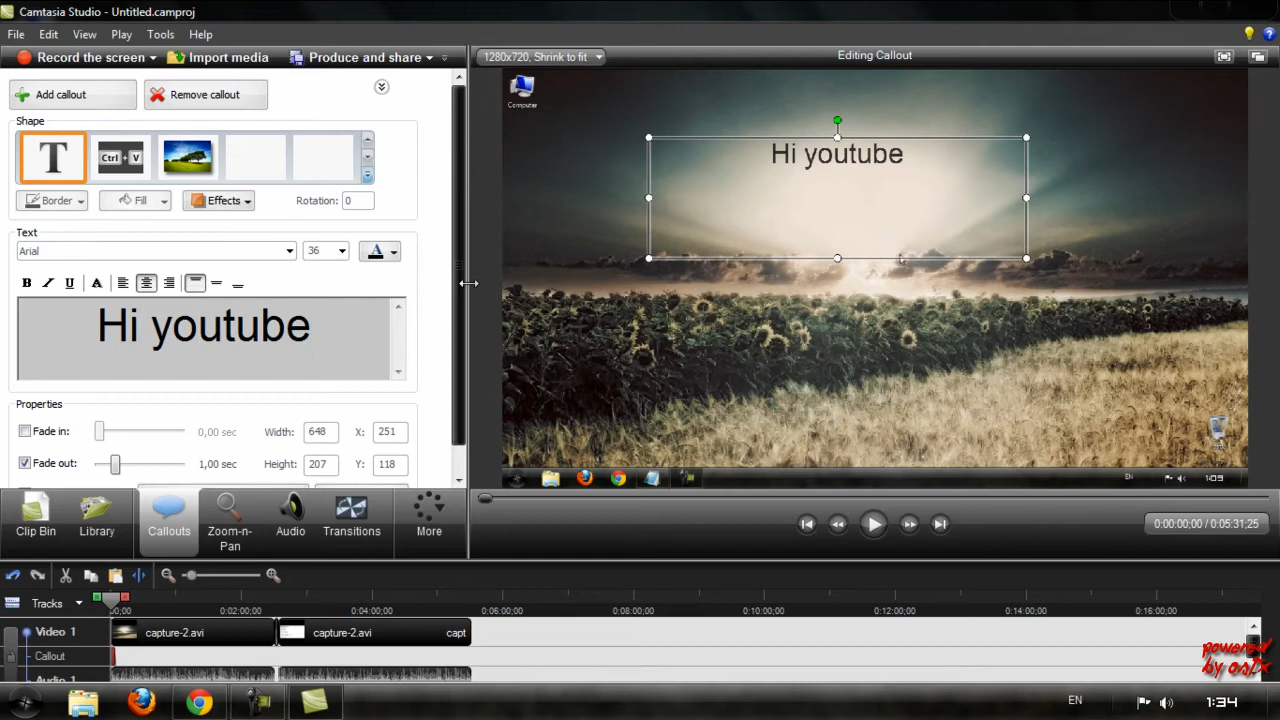 Camtasia Studio - Untitled.camproj
File Edit View Play Tools Help
Record the screen Import media Produce and share
1280x720, Shrink to fit
Editing Callout
Add callout
Remove callout
Shape
T
Ctrl + V
Border
Fill
Effects
Rotation: 0
Text
Arial
36
A
B I U A
Hi youtube
Properties
Fade in: 0,00 sec
Width: 648 X: 251
Fade out: 1,00 sec
Height: 207 Y: 118
Computer
Hi youtube
EN
1:09
Clip Bin
Library
Callouts
Zoom-n-Pan
Audio
Transitions
More
0:00:00;00 / 0:05:31;25
Tracks
00;00 0:02:00;00 0:04:00;00 0:06:00;00 0:08:00;00 0:10:00;00 0:12:00;00 0:14:00;00 0:16:00;00
Video 1
capture-2.avi
capture-2.avi
capt
Callout
Audio 1
powered
by os7x
EN
1:34